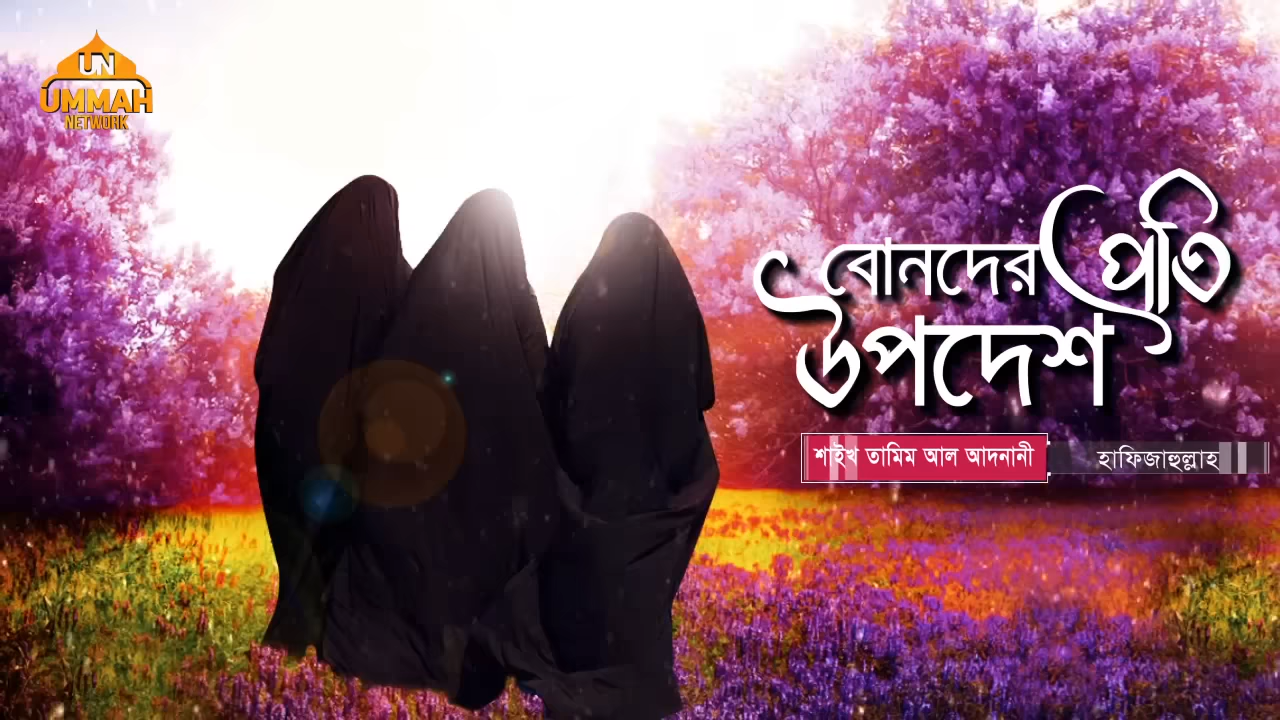 UN
UMMAH
NETWORK
বোনদের প্রতি
উপদেশ
শাইখ তামিম আল আদনানী হাফিজাহুল্লাহ